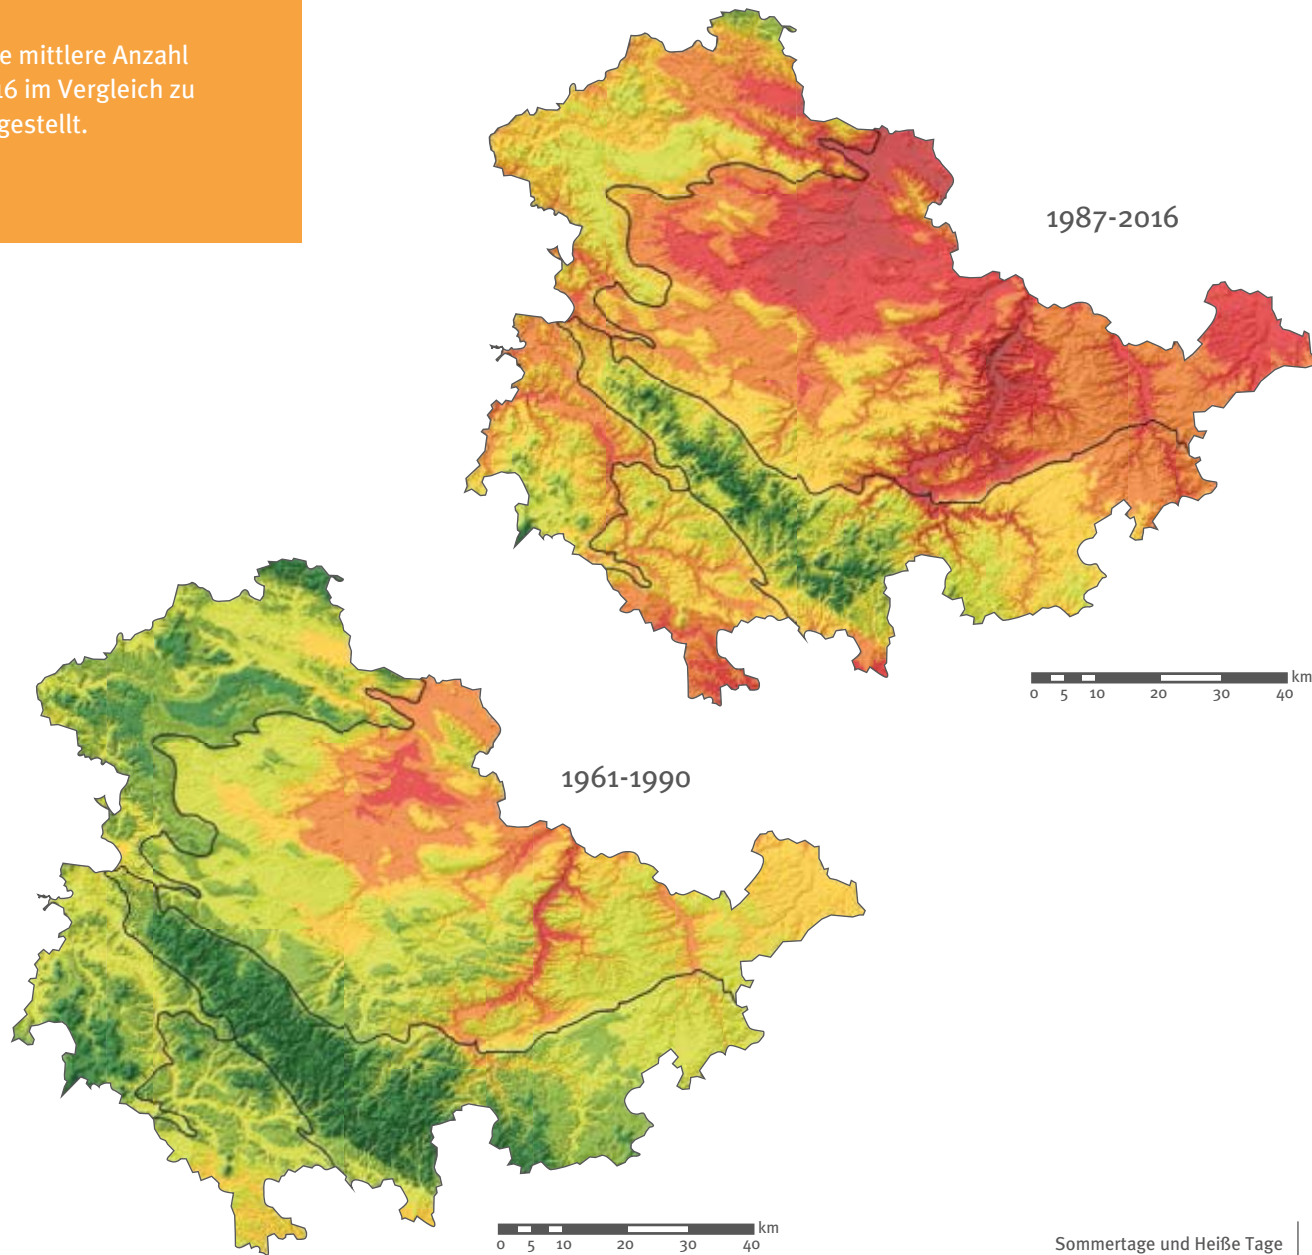 e mittlere Anzahl
16 im Vergleich zu
gestellt.
1987-2016
km
0 5 10 20 30 40
1961-1990
km
0 5 10 20 30 40
Sommertage und Heiße Tage